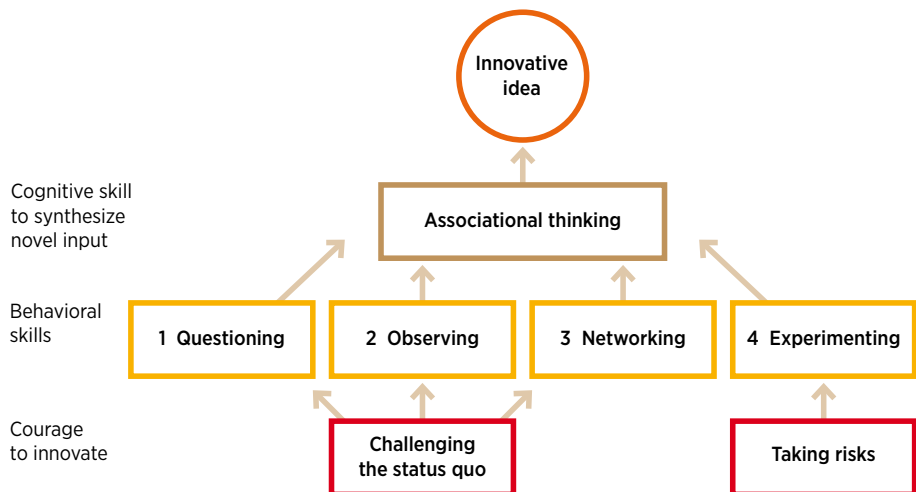 Innovative
idea
Cognitive skill
to synthesize
novel input
Associational thinking
Behavioral
skills
1 Questioning
2 Observing
3 Networking
4 Experimenting
Courage
to innovate
Challenging
the status quo
Taking risks